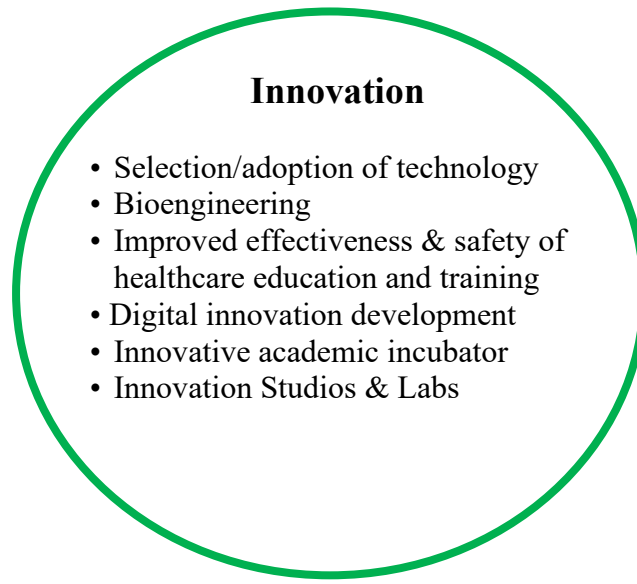 Innovation
• Selection/adoption of technology
• Bioengineering
• Improved effectiveness & safety of
healthcare education and training
• Digital innovation development
• Innovative academic incubator
• Innovation Studios & Labs